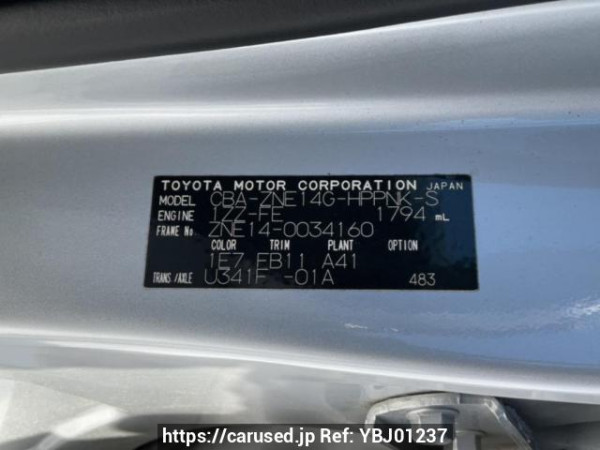 TOYOTA MOTOR CORPORATION JAPAN
MODEL CBA-ZNE14G-HPPNK-S
ENGINE 1ZZ-FE 1794 mL
FRAME No ZNE14-0034160
COLOR TRIM PLANT OPTION
1E7 FB11 A41
TRANS/AXLE U341F -01A 483
https://carused.jp Ref: YBJ01237